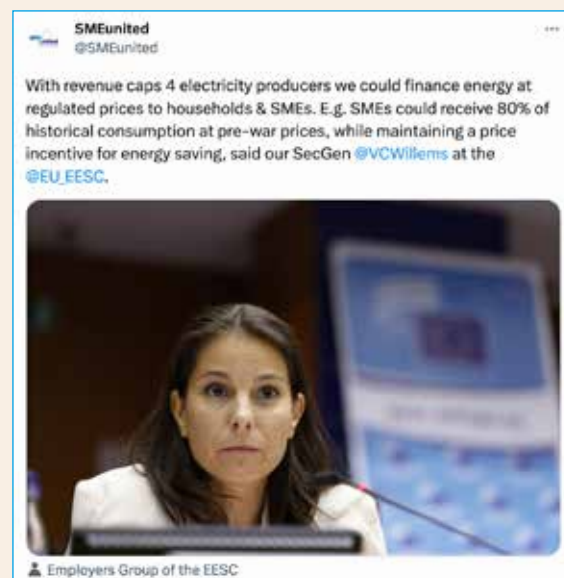 SMEunited
@SMEunited
With revenue caps 4 electricity producers we could finance energy at
regulated prices to households & SMEs. E.g. SMEs could receive 80% of
historical consumption at pre-war prices, while maintaining a price
incentive for energy saving, said our SecGen @VCWillems at the
@EU_EESC.
Employers Group of the EESC